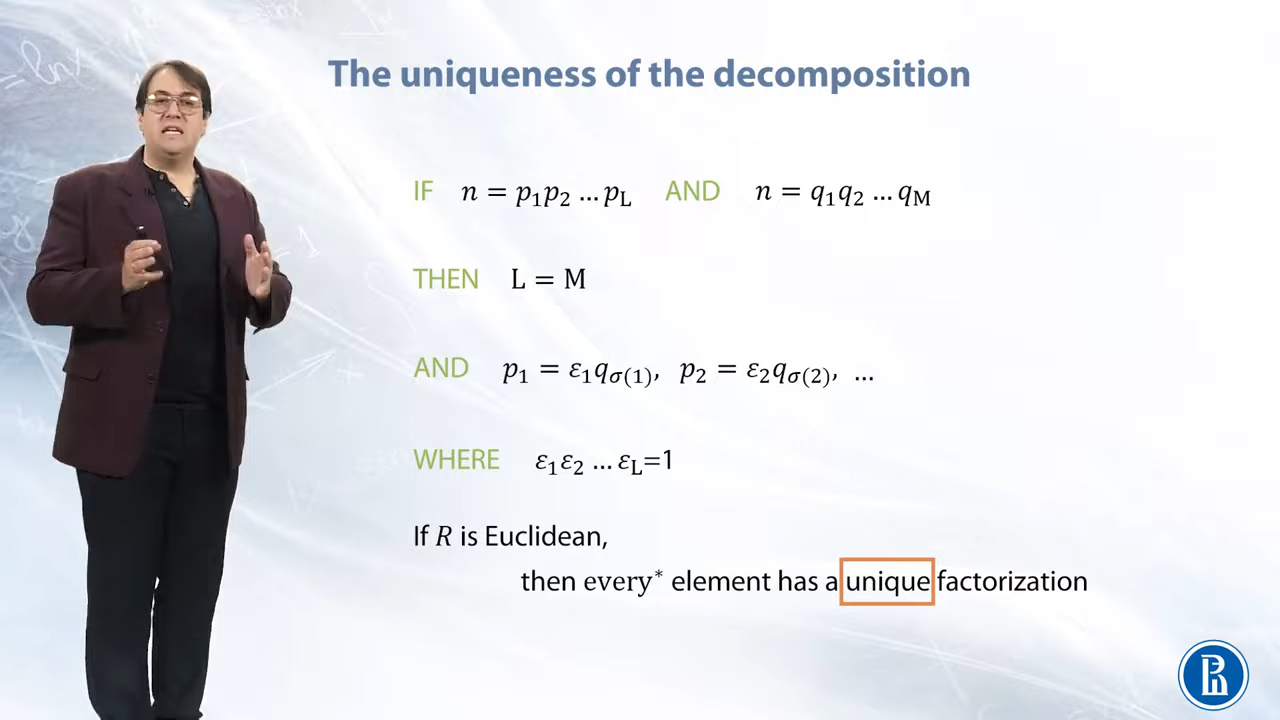 The uniqueness of the decomposition
IF n = p₁p₂ ... p_L AND n = q₁q₂ ... q_M
THEN L = M
AND p₁ = ε₁q_σ(1), p₂ = ε₂q_σ(2), ...
WHERE ε₁ε₂ ... ε_L=1
If R is Euclidean,
then every* element has a unique factorization